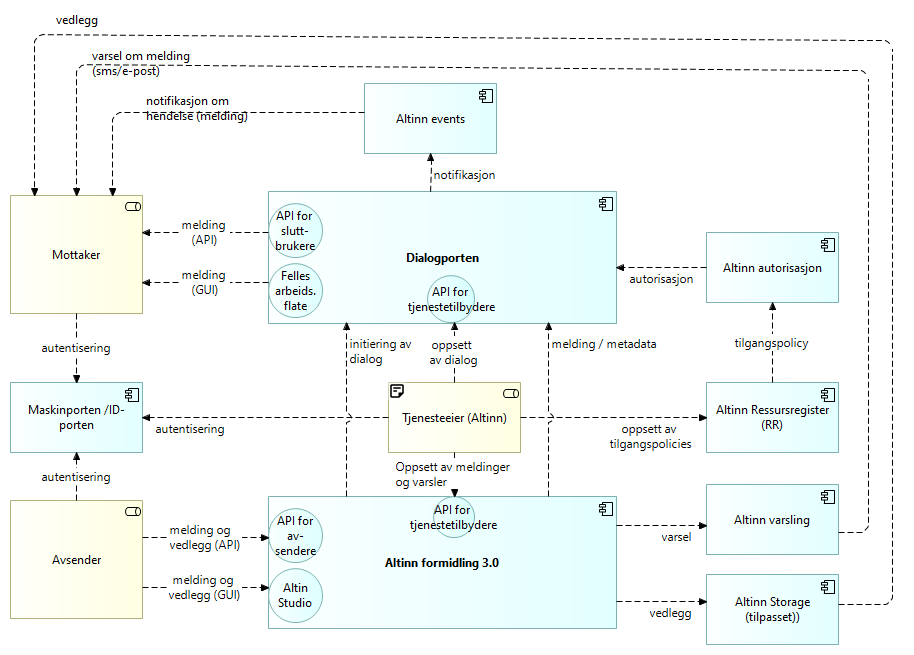 vedlegg
varsel om melding
(sms/e-post)
notifikasjon om
hendelse (melding)
Altinn events
notifikasjon
Mottaker
melding
(API)
melding
(GUI)
API for
slutt-
brukere
Felles
arbeids.
flate
Dialogporten
API for
tjenestetilbydere
autorisasjon
Altinn autorisasjon
autentisering
initiering av
dialog
oppsett
av dialog
melding / metadata
tilgangspolicy
Maskinporten /ID-
porten
autentisering
Tjenesteeier (Altinn)
oppsett av
tilgangspolicies
Altinn Ressursregister
(RR)
autentisering
Oppsett av meldinger
og varsler
Avsender
melding og
vedlegg (API)
melding og
vedlegg (GUI)
API for
av-
sendere
Altin
Studio
API for
tjenestetilbydere
Altinn formidling 3.0
varsel
Altinn varsling
vedlegg
Altinn Storage
(tilpasset))